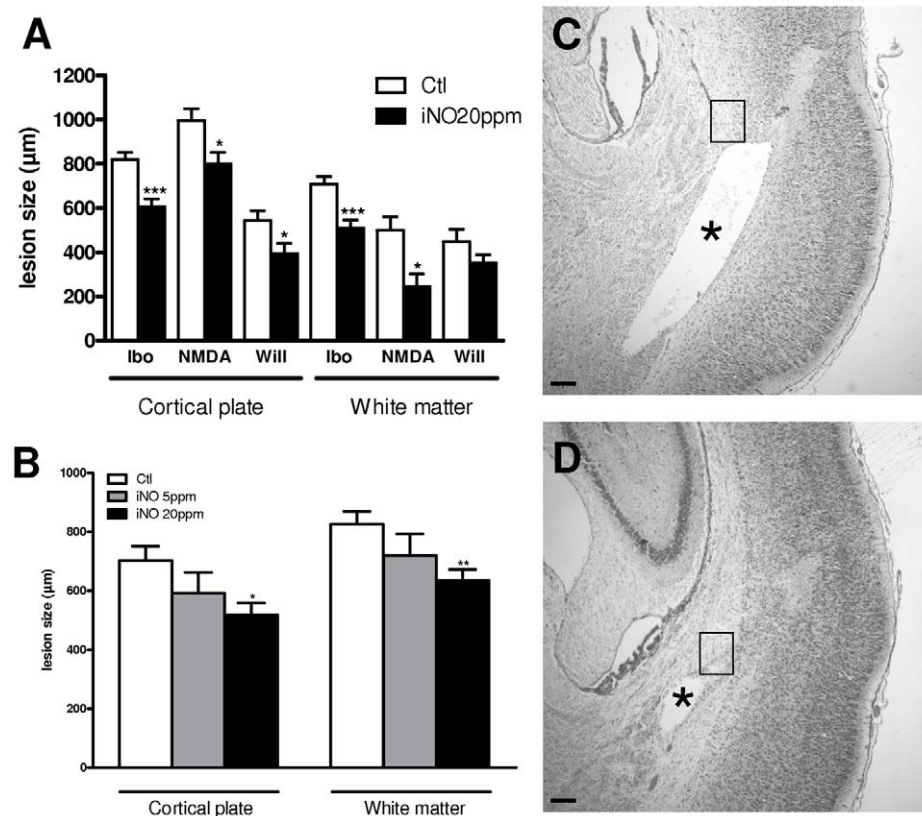 A
1200
1000
800
600
400
200
0
lesion size (µm)
Ctl
iNO20ppm
***
*
*
***
*
Ibo NMDA Will Ibo NMDA Will
Cortical plate White matter
B
1000
800
600
400
200
0
lesion size (µm)
Ctl
iNO 5ppm
iNO 20ppm
*
**
Cortical plate White matter
C
*
D
*